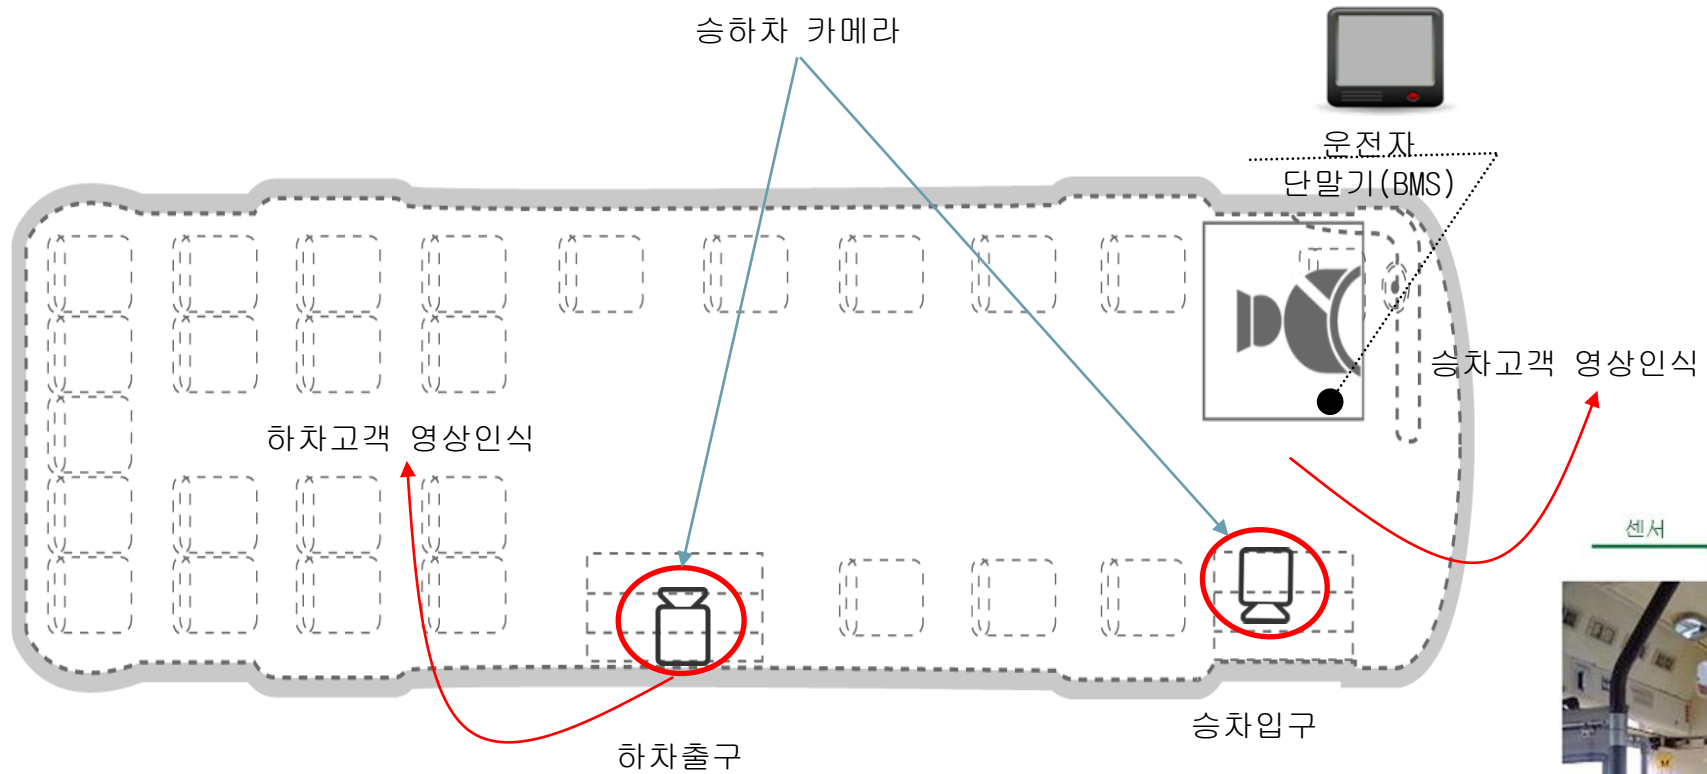 승하차 카메라
운전자
단말기(BMS)
승차고객 영상인식
하차고객 영상인식
센서
승차입구
하차출구